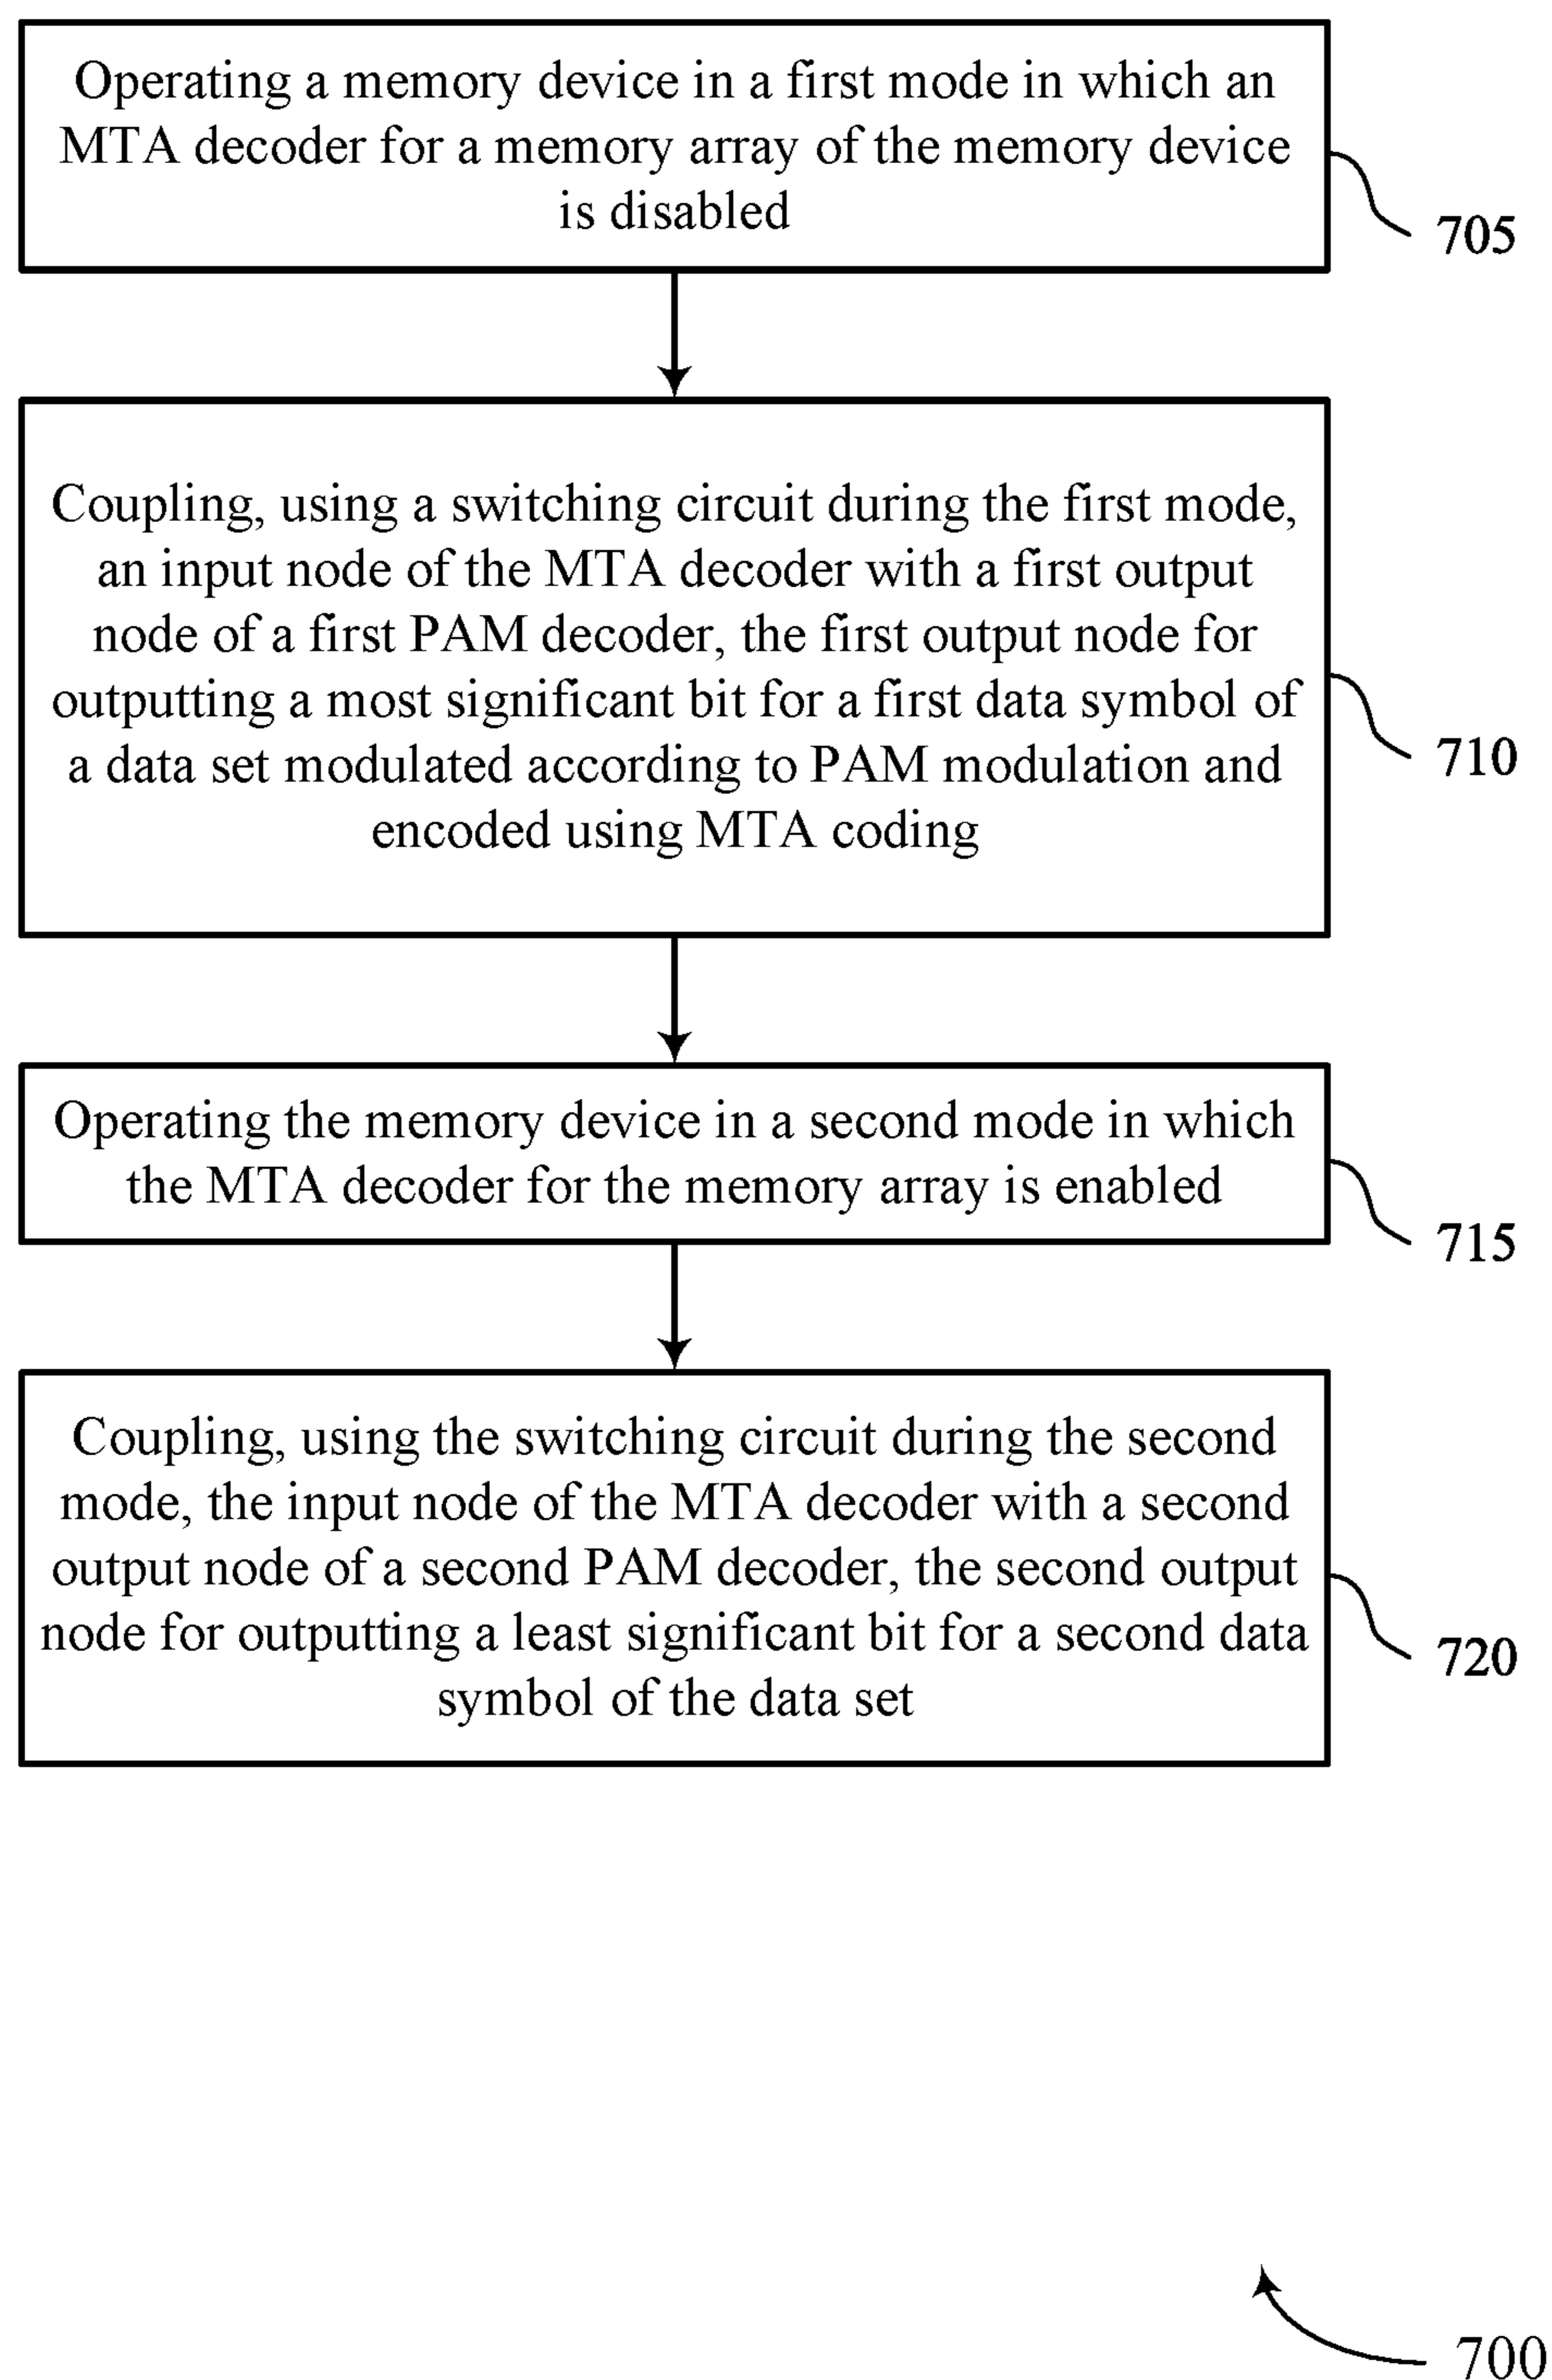 Operating a memory device in a first mode in which an
MTA decoder for a memory array of the memory device
is disabled
705
Coupling, using a switching circuit during the first mode,
an input node of the MTA decoder with a first output
node of a first PAM decoder, the first output node for
outputting a most significant bit for a first data symbol of
a data set modulated according to PAM modulation and
encoded using MTA coding
710
Operating the memory device in a second mode in which
the MTA decoder for the memory array is enabled
715
Coupling, using the switching circuit during the second
mode, the input node of the MTA decoder with a second
output node of a second PAM decoder, the second output
node for outputting a least significant bit for a second data
symbol of the data set
720
700